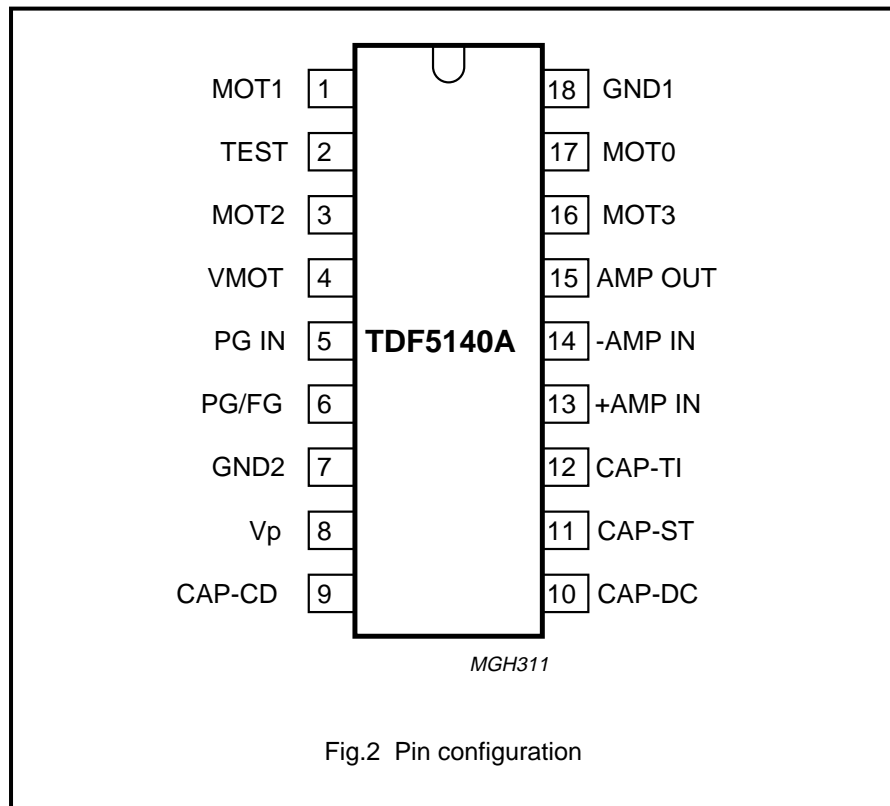 MOT1 1 18 GND1
TEST 2 17 MOT0
MOT2 3 16 MOT3
VMOT 4 15 AMP OUT
PG IN 5 TDF5140A 14 -AMP IN
PG/FG 6 13 +AMP IN
GND2 7 12 CAP-TI
Vp 8 11 CAP-ST
CAP-CD 9 10 CAP-DC
MGH311
Fig.2 Pin configuration